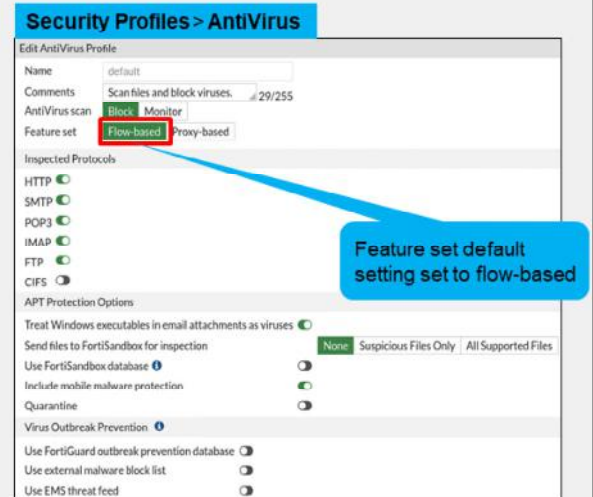 Security Profiles > AntiVirus
Edit AntiVirus Profile
Name default
Comments Scan files and block viruses. 29/255
AntiVirus scan Block Monitor
Feature set Flow-based Proxy-based
Inspected Protocols
HTTP
SMTP
POP3
IMAP
FTP
CIFS
Feature set default
setting set to flow-based
APT Protection Options
Treat Windows executables in email attachments as viruses
Send files to FortiSandbox for inspection None Suspicious Files Only All Supported Files
Use FortiSandbox database
Include mobile malware protection
Quarantine
Virus Outbreak Prevention
Use FortiGuard outbreak prevention database
Use external malware block list
Use EMS threat feed